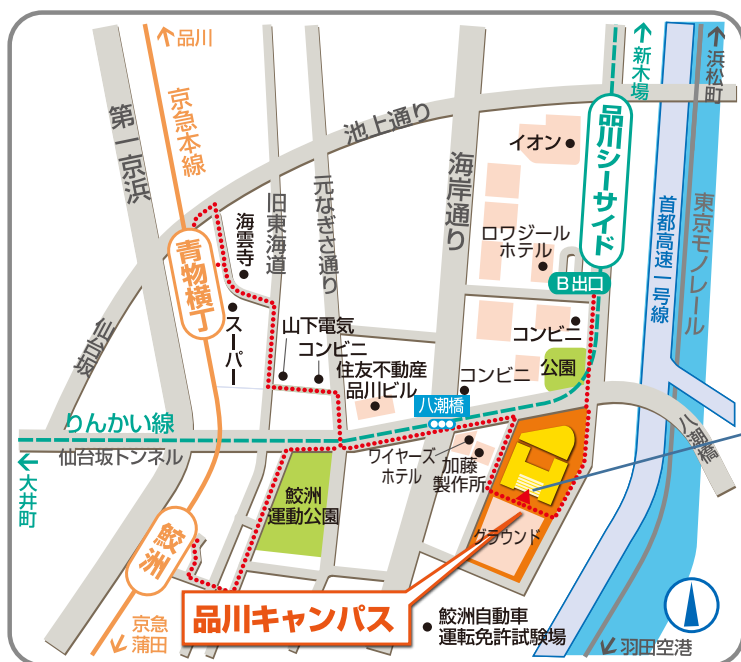 品川
新木場
浜松町
京急本線
第一京浜
池上通り
海岸通り
イオン
品川シーサイド
旧東海道
元なぎさ通り
海雲寺
ロワジール
ホテル
首都高速一号線
東京モノレール
青物横丁
B出口
仙台坂
スーパー
山下電気
コンビニ
住友不動産
品川ビル
コンビニ
コンビニ
公園
八潮橋
りんかい線
仙台坂トンネル
ワイヤーズ
ホテル
加藤
製作所
八潮橋
大井町
鮫洲
運動公園
グラウンド
鮫洲
品川キャンパス
京急
蒲田
鮫洲自動車
運転免許試験場
羽田空港